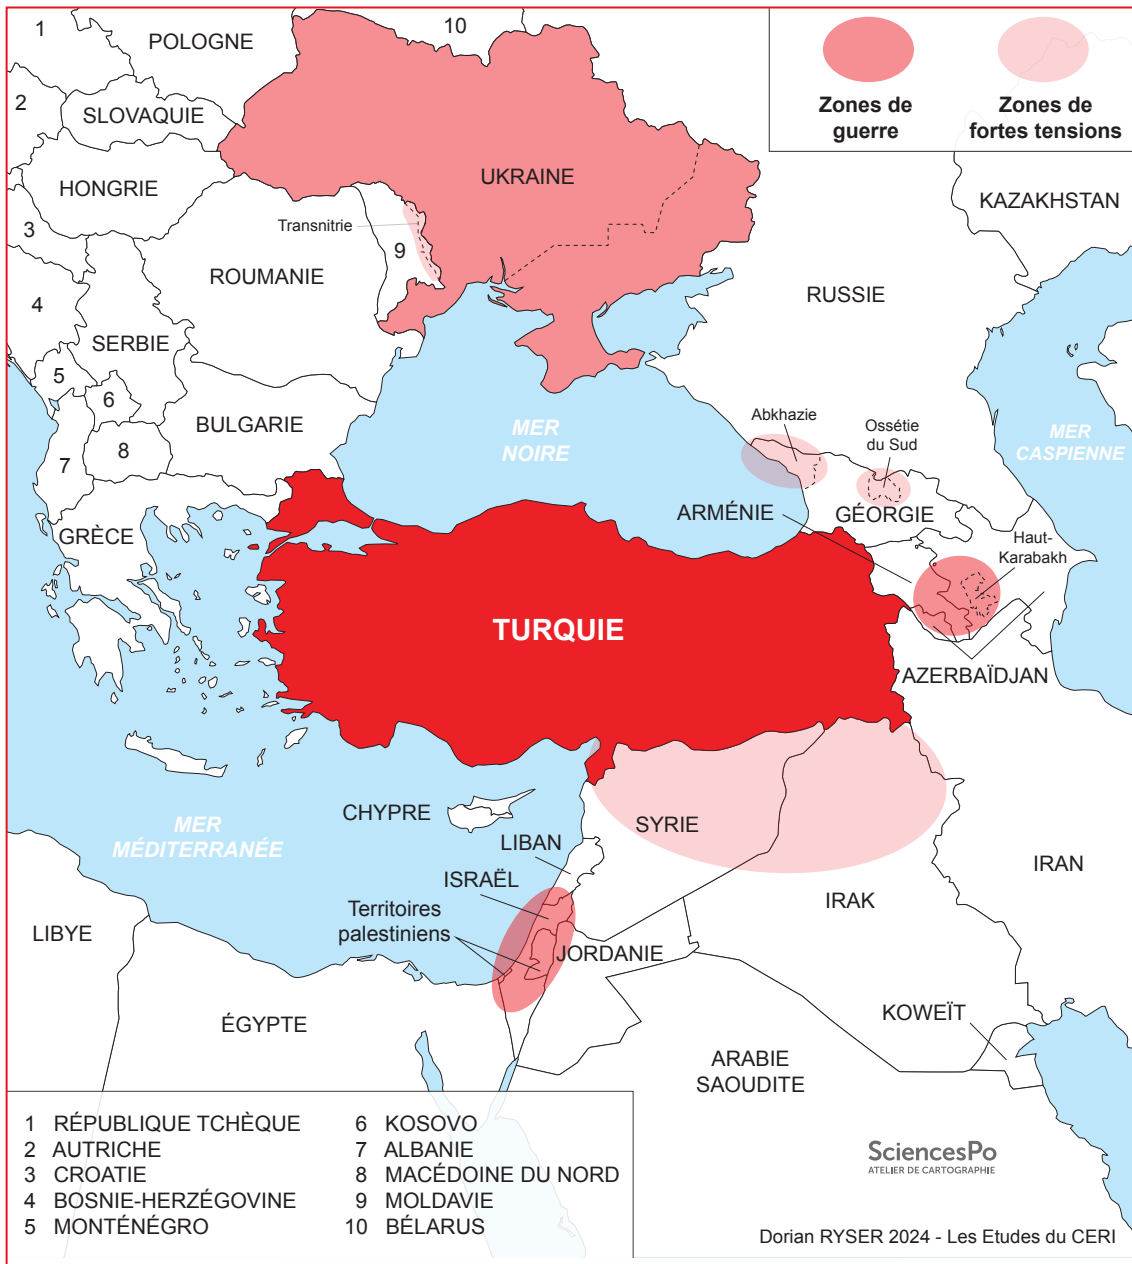 1
POLOGNE
10
Zones de
guerre
Zones de
fortes tensions
2
SLOVAQUIE
HONGRIE
UKRAINE
KAZAKHSTAN
3
Transnitrie
9
ROUMANIE
RUSSIE
4
SERBIE
5
6
BULGARIE
7
8
MER
NOIRE
Abkhazie
Ossétie
du Sud
MER
CASPIENNE
ARMÉNIE
GÉORGIE
GRÈCE
Haut-
Karabakh
TURQUIE
AZERBAÏDJAN
CHYPRE
MER
MÉDITERRANÉE
SYRIE
LIBAN
ISRAËL
IRAN
Territoires
palestiniens
IRAK
LIBYE
JORDANIE
ÉGYPTE
KOWEÏT
ARABIE
SAOUDITE
1 RÉPUBLIQUE TCHÈQUE
2 AUTRICHE
3 CROATIE
4 BOSNIE-HERZÉGOVINE
5 MONTÉNÉGRO
6 KOSOVO
7 ALBANIE
8 MACÉDOINE DU NORD
9 MOLDAVIE
10 BÉLARUS
SciencesPo
ATELIER DE CARTOGRAPHIE
Dorian RYSER 2024 - Les Etudes du CERI